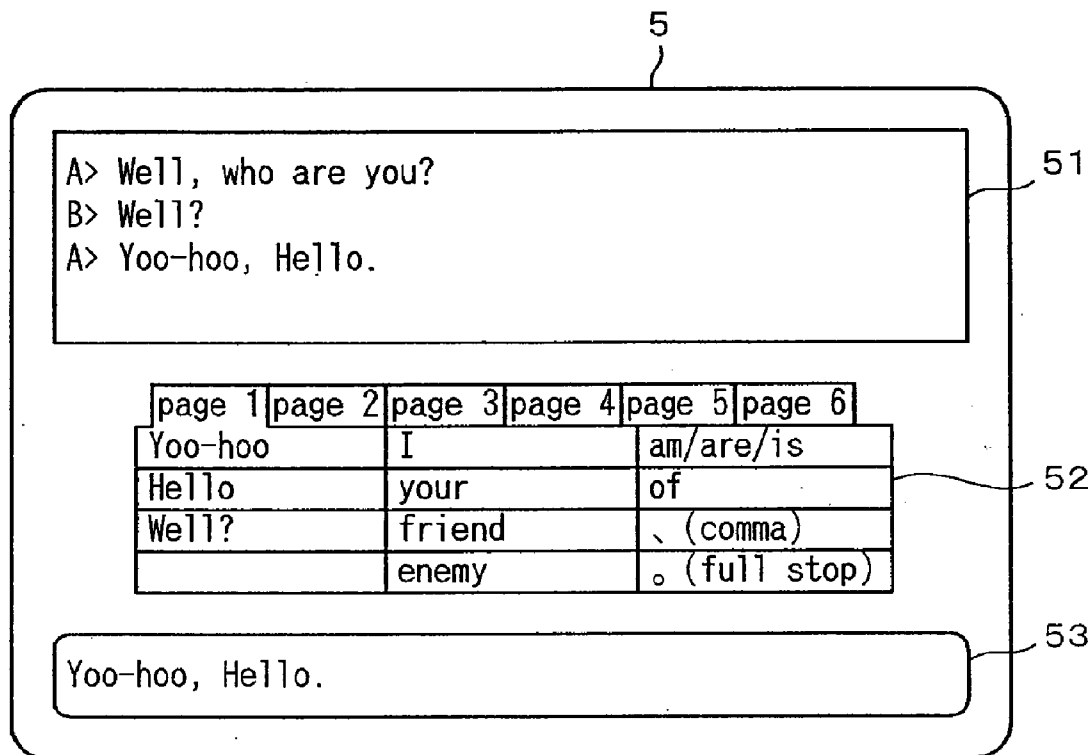 5
A> Well, who are you?
B> Well?
A> Yoo-hoo, Hello.
51
page 1 page 2 page 3 page 4 page 5 page 6
Yoo-hoo I am/are/is
Hello your of
52
Well? friend 、(comma)
enemy 。(full stop)
53
Yoo-hoo, Hello.